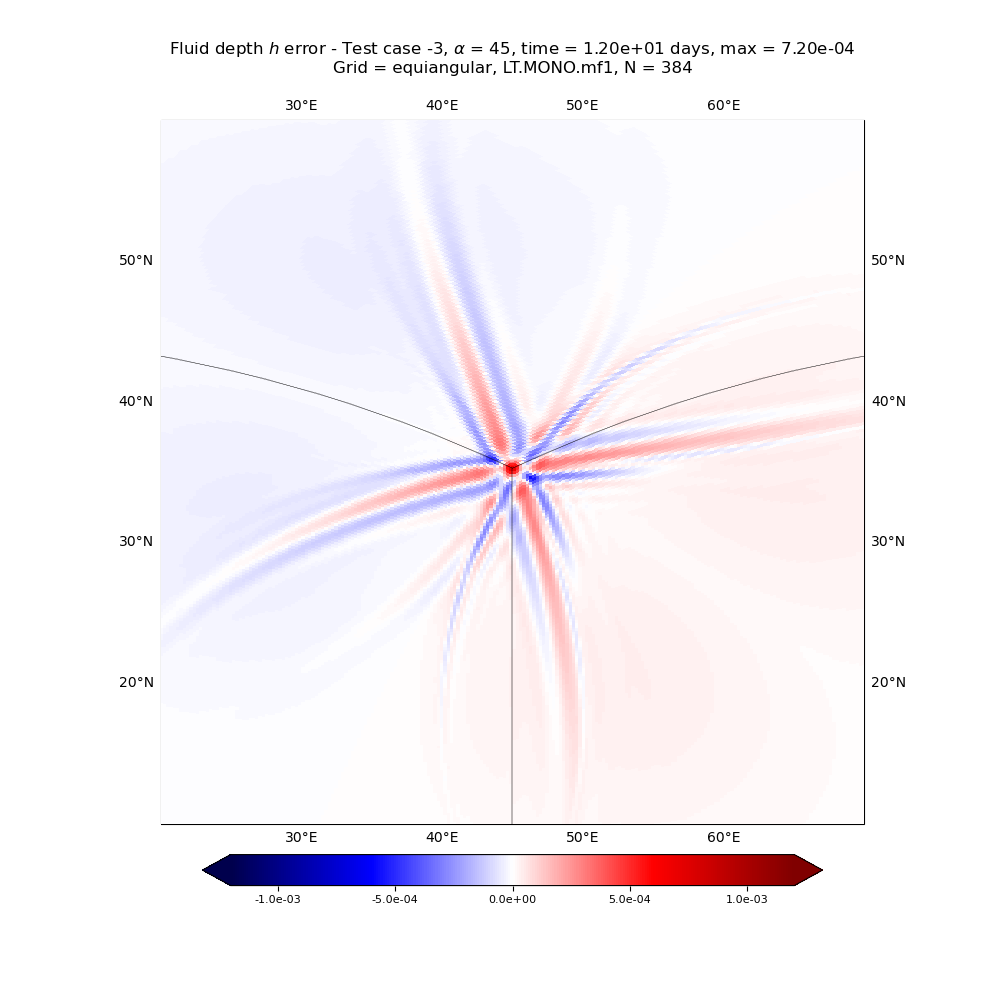 Fluid depth h error - Test case -3, α = 45, time = 1.20e+01 days, max = 7.20e-04
Grid = equiangular, LT.MONO.mf1, N = 384
30°E 40°E 50°E 60°E
50°N 50°N
40°N 40°N
30°N 30°N
20°N 20°N
30°E 40°E 50°E 60°E
-1.0e-03 -5.0e-04 0.0e+00 5.0e-04 1.0e-03